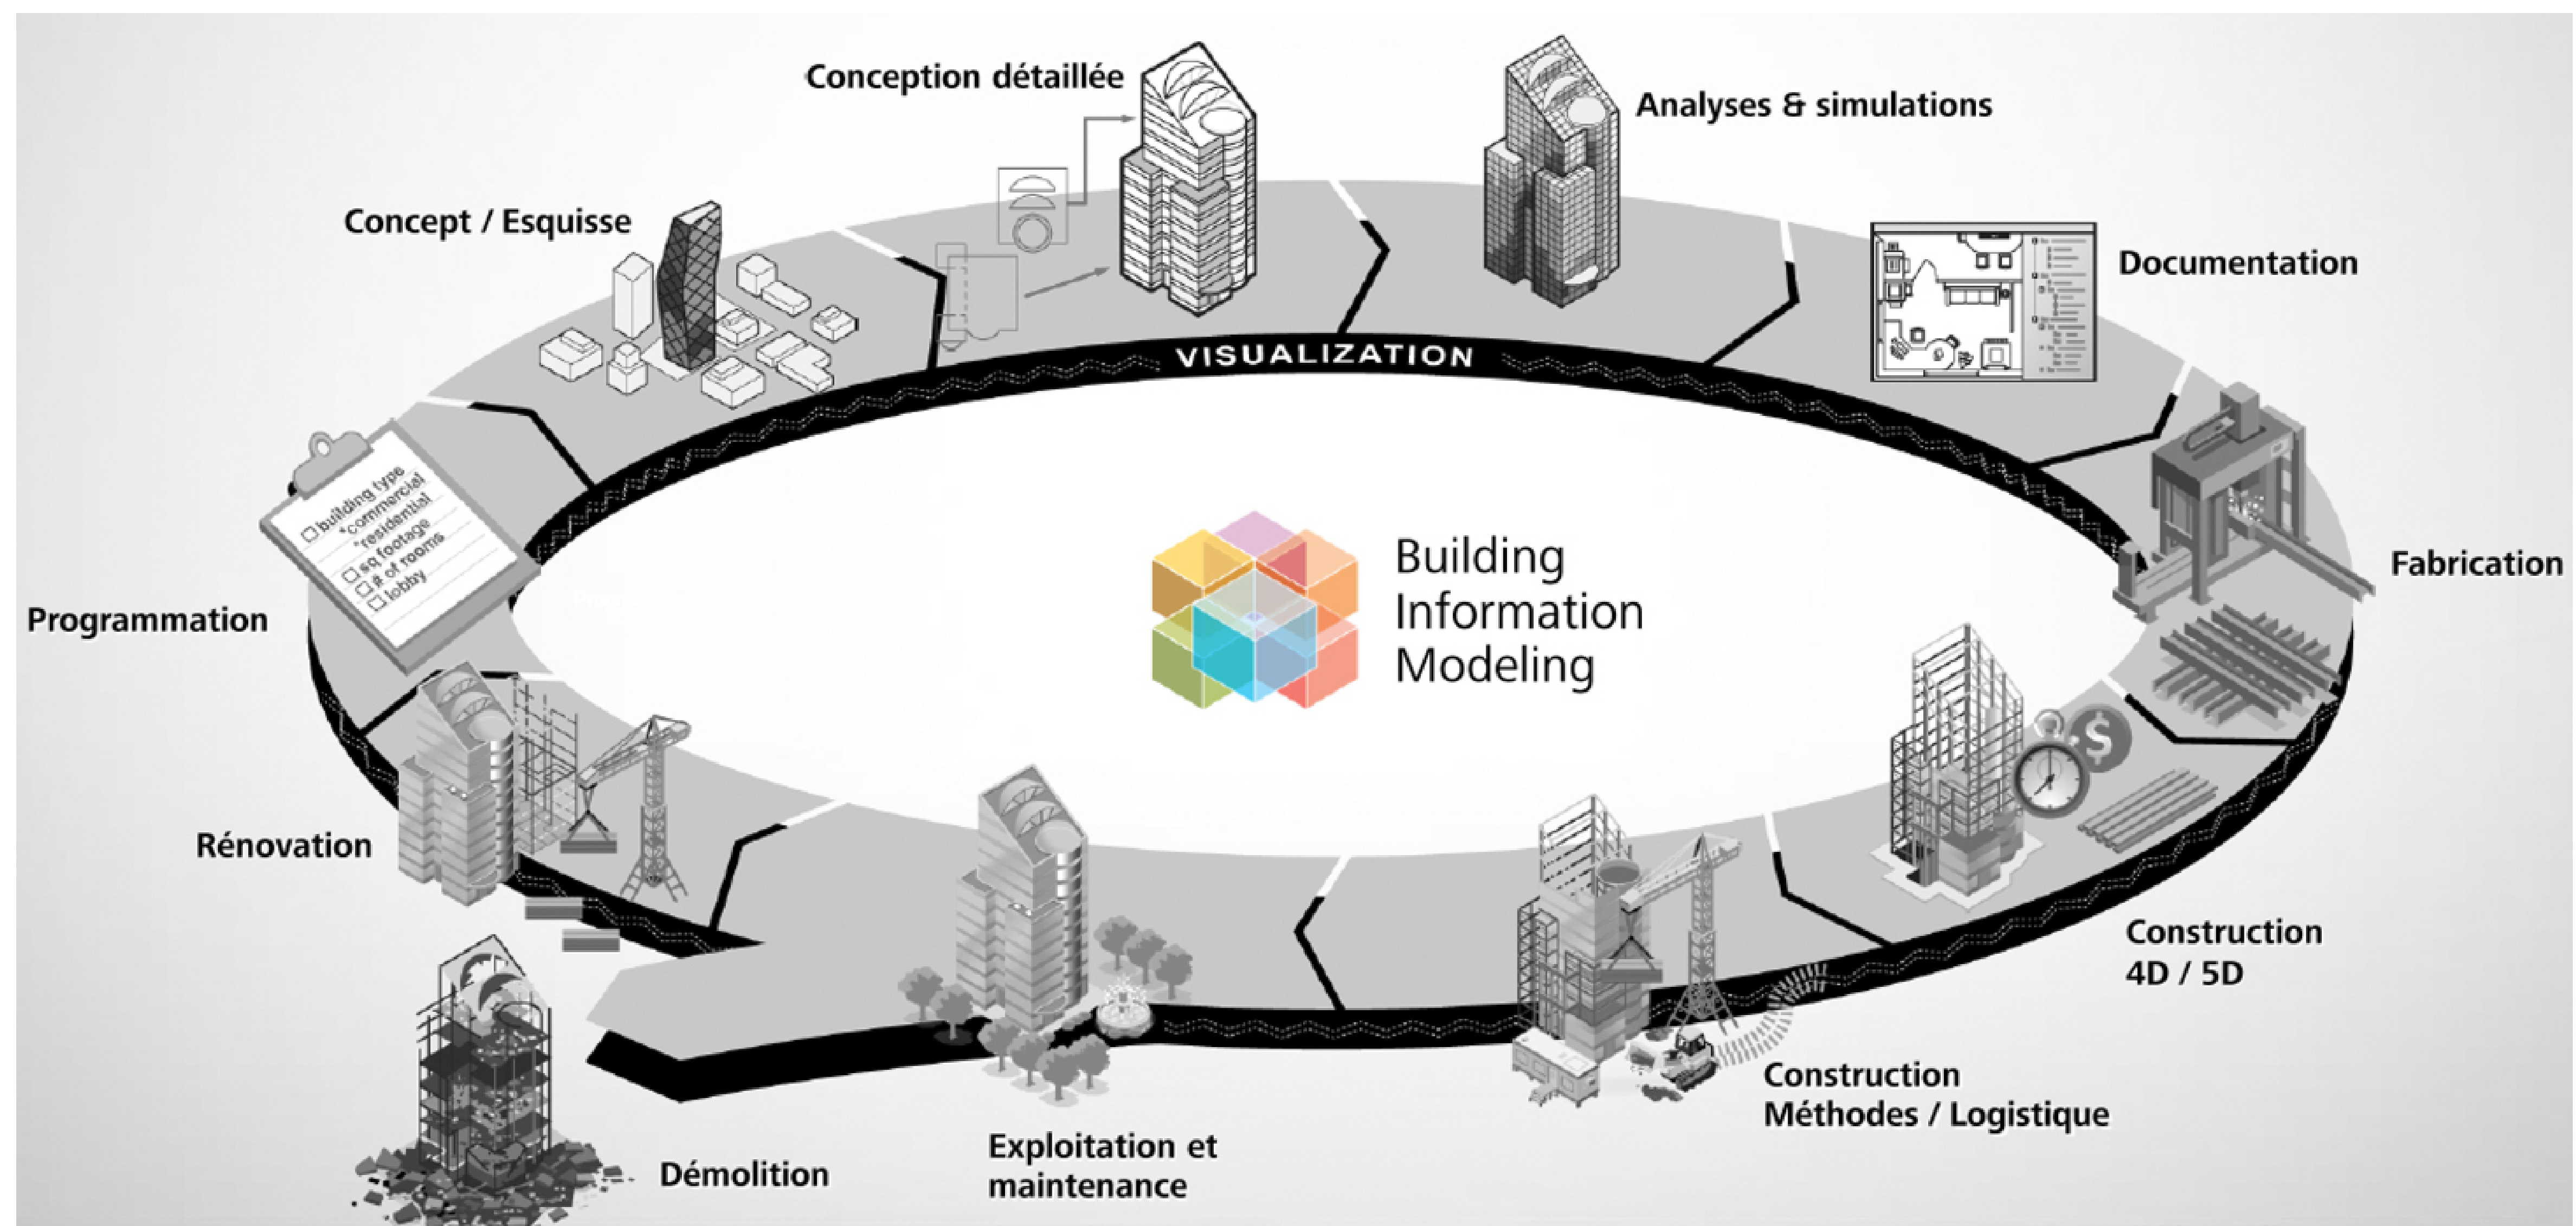 Conception détaillée
Analyses & simulations
Concept / Esquisse
Documentation
VISUALIZATION
building type
*commercial
*residential
sq footage
# of rooms
lobby
Programmation
Building
Information
Modeling
Fabrication
$
Rénovation
Construction
4D / 5D
Construction
Méthodes / Logistique
Exploitation et
maintenance
Démolition